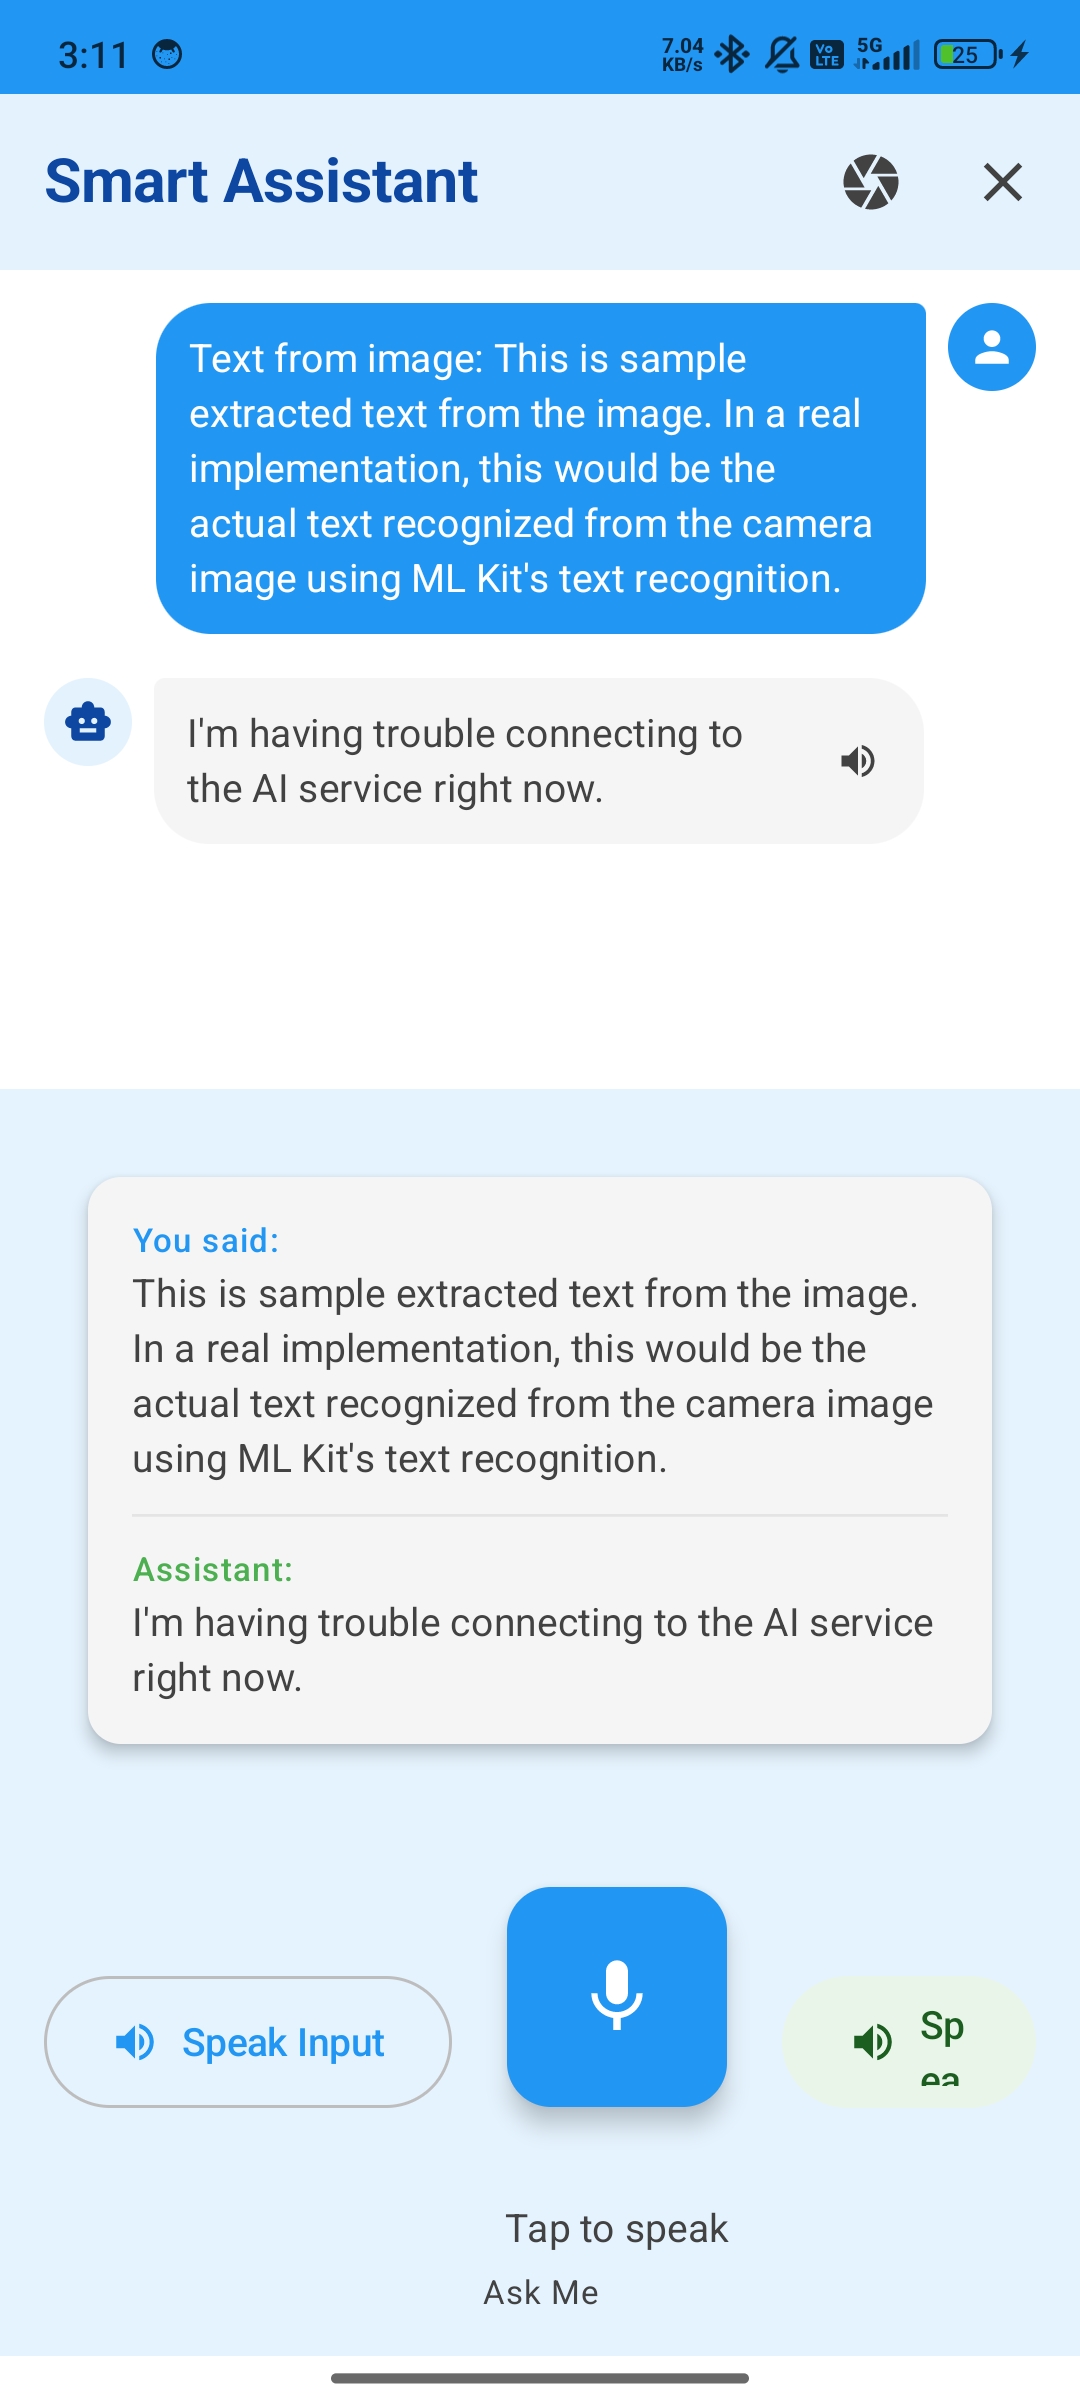 3:11
7.04
KB/s
Vo
LTE
5G
25
Smart Assistant
Text from image: This is sample
extracted text from the image. In a real
implementation, this would be the
actual text recognized from the camera
image using ML Kit's text recognition.
I'm having trouble connecting to
the AI service right now.
You said:
This is sample extracted text from the image.
In a real implementation, this would be the
actual text recognized from the camera image
using ML Kit's text recognition.
Assistant:
I'm having trouble connecting to the AI service
right now.
Speak Input
Sp
ea
Tap to speak
Ask Me